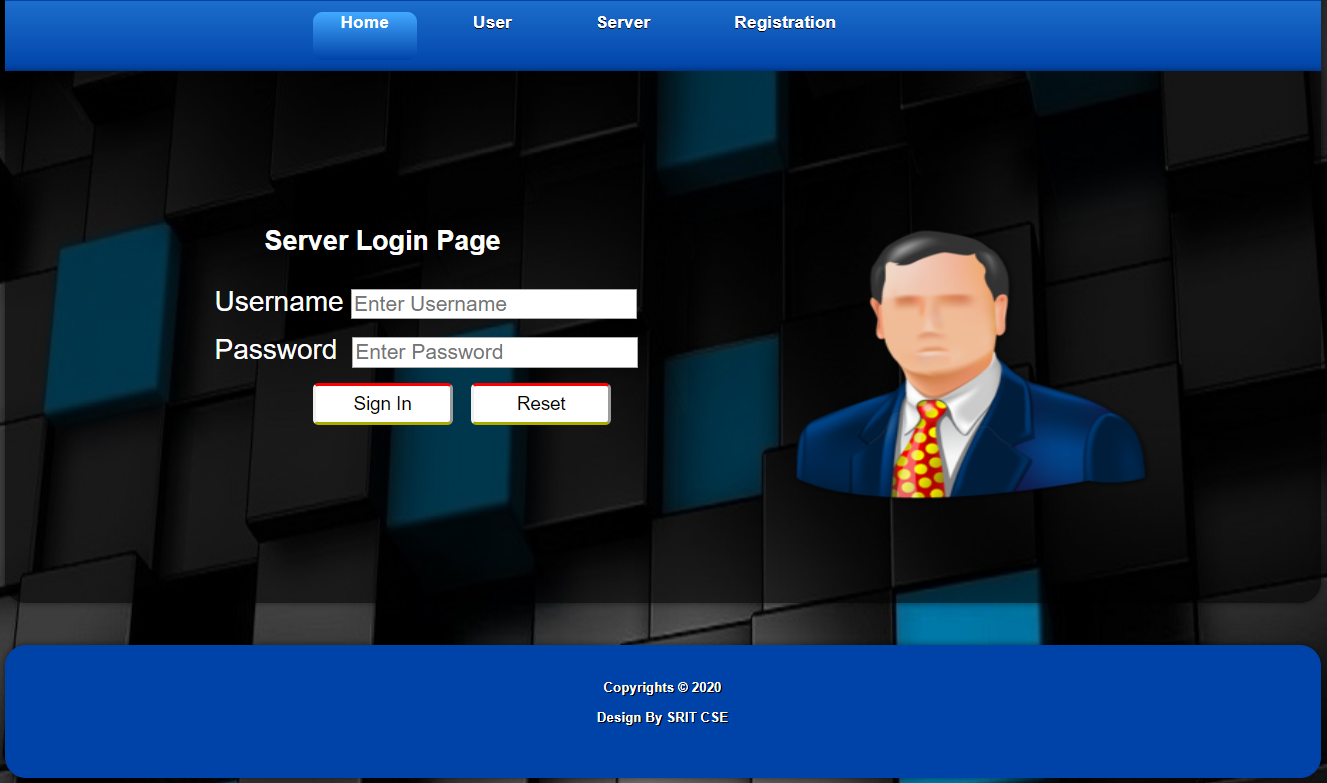 Home User Server Registration
Server Login Page
Username Enter Username
Password Enter Password
Sign In Reset
Copyrights © 2020
Design By SRIT CSE